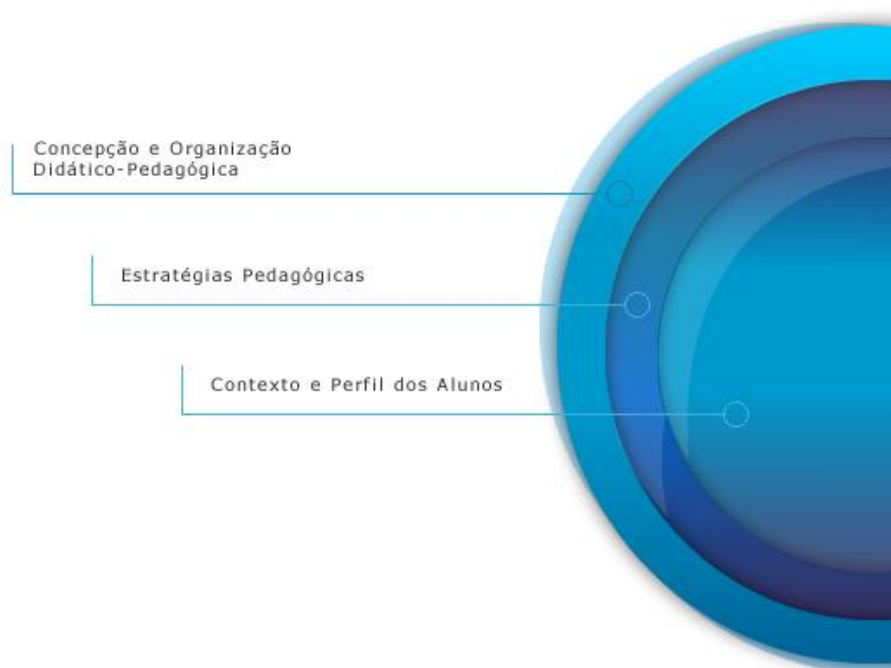 Concepção e Organização
Didático-Pedagógica
Estratégias Pedagógicas
Contexto e Perfil dos Alunos